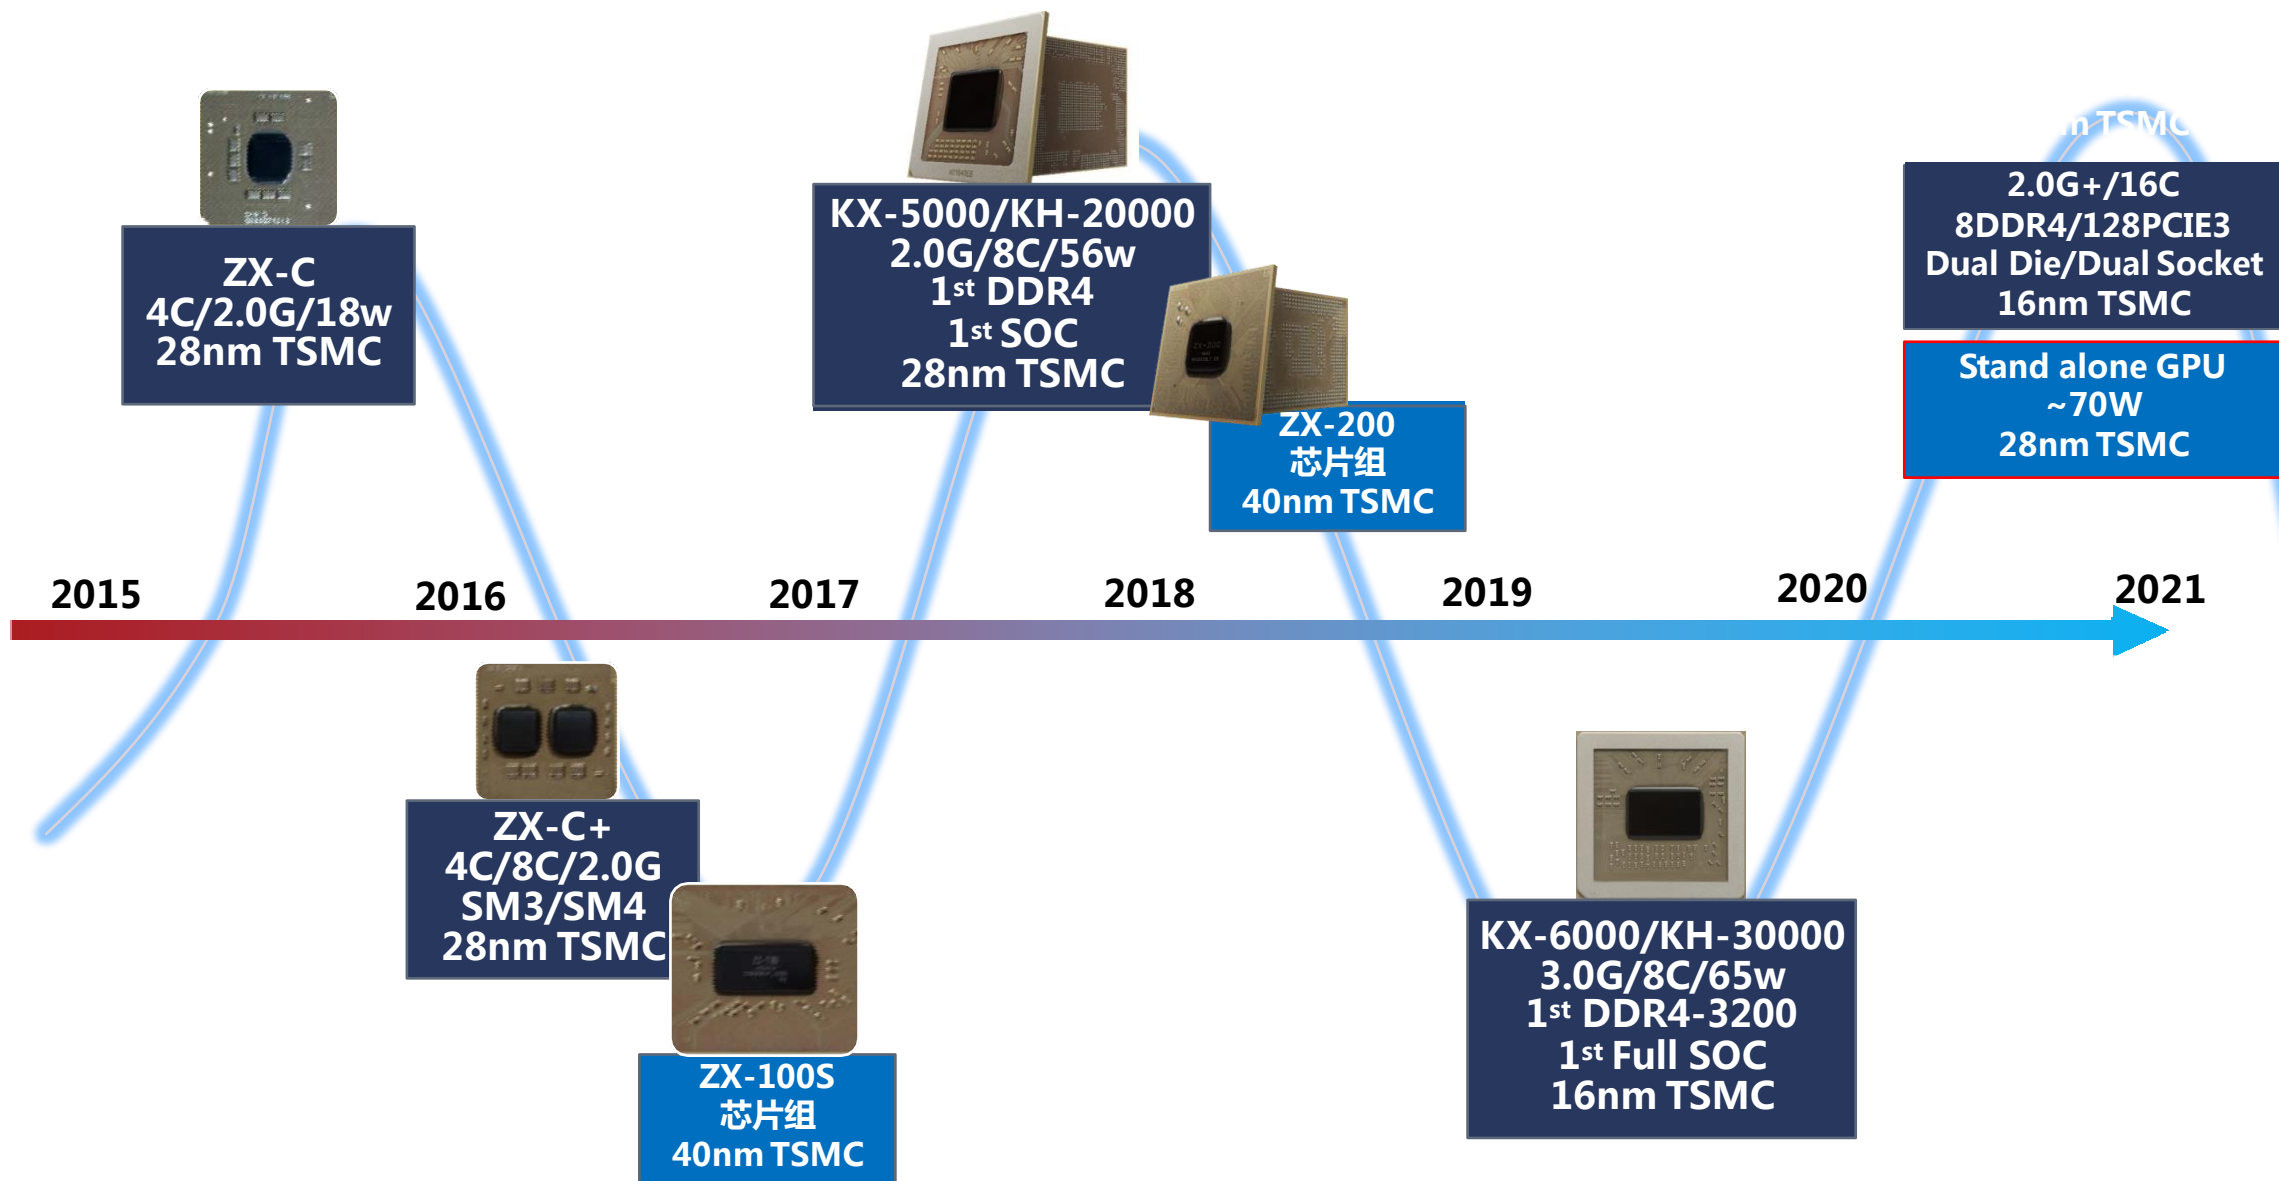 ZX-C
4C/2.0G/18w
28nm TSMC
KX-5000/KH-20000
2.0G/8C/56w
1st DDR4
1st SOC
28nm TSMC
ZX-200
芯片组
40nm TSMC
TSMC
2.0G+/16C
8DDR4/128PCIE3
Dual Die/Dual Socket
16nm TSMC
Stand alone GPU
~70W
28nm TSMC
2015
2016
2017
2018
2019
2020
2021
ZX-C+
4C/8C/2.0G
SM3/SM4
28nm TSMC
ZX-100S
芯片组
40nm TSMC
KX-6000/KH-30000
3.0G/8C/65w
1st DDR4-3200
1st Full SOC
16nm TSMC